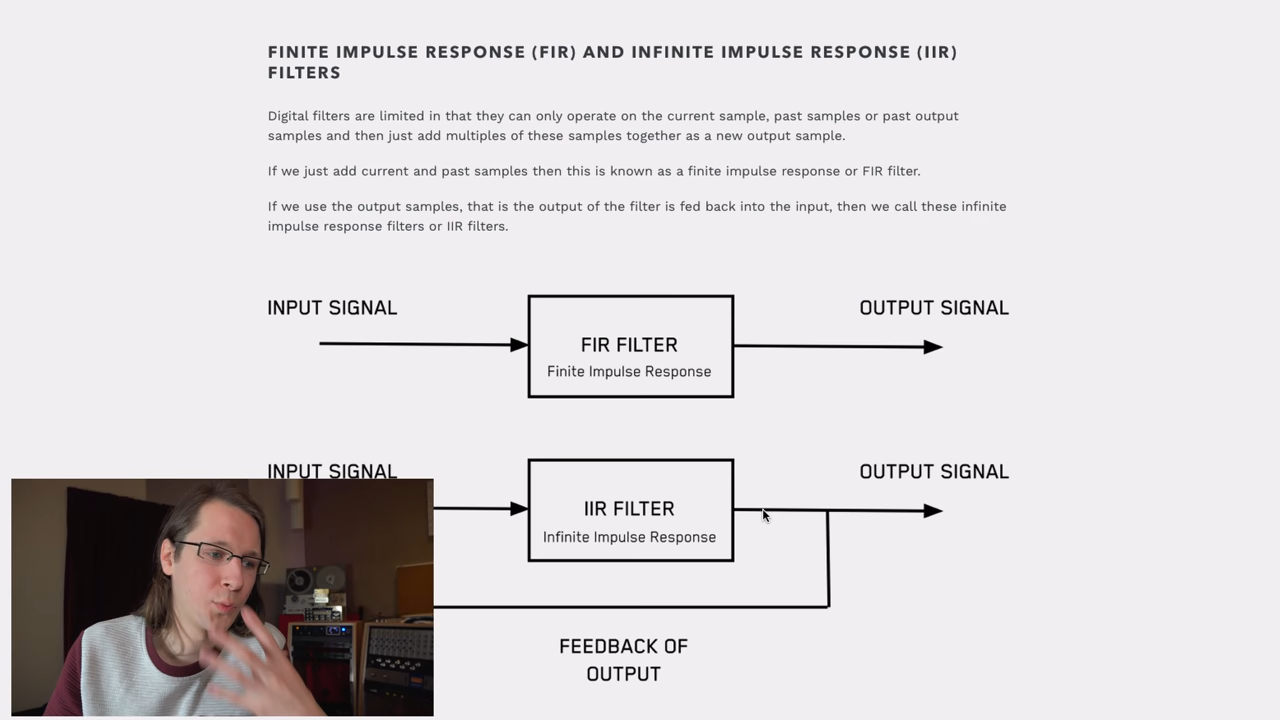 FINITE IMPULSE RESPONSE (FIR) AND INFINITE IMPULSE RESPONSE (IIR)
FILTERS
Digital filters are limited in that they can only operate on the current sample, past samples or past output
samples and then just add multiples of these samples together as a new output sample.
If we just add current and past samples then this is known as a finite impulse response or FIR filter.
If we use the output samples, that is the output of the filter is fed back into the input, then we call these infinite
impulse response filters or IIR filters.
INPUT SIGNAL
OUTPUT SIGNAL
FIR FILTER
Finite Impulse Response
INPUT SIGNAL
OUTPUT SIGNAL
IIR FILTER
Infinite Impulse Response
FEEDBACK OF
OUTPUT